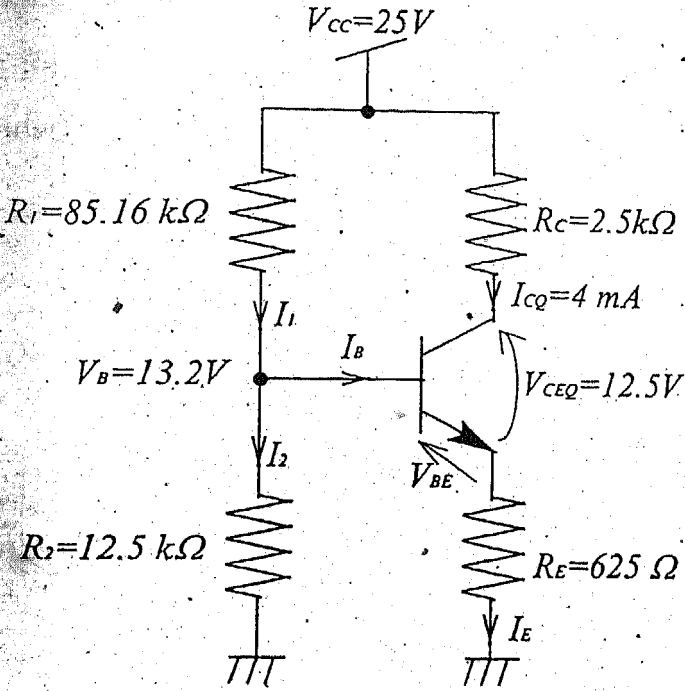 VCC=25V
R1=85.16 kΩ
RC=2.5kΩ
I1
ICQ=4 mA
IB
VB=13.2V
VCEQ=12.5V
I2
VBE
R2=12.5 kΩ
RE=625 Ω
IE